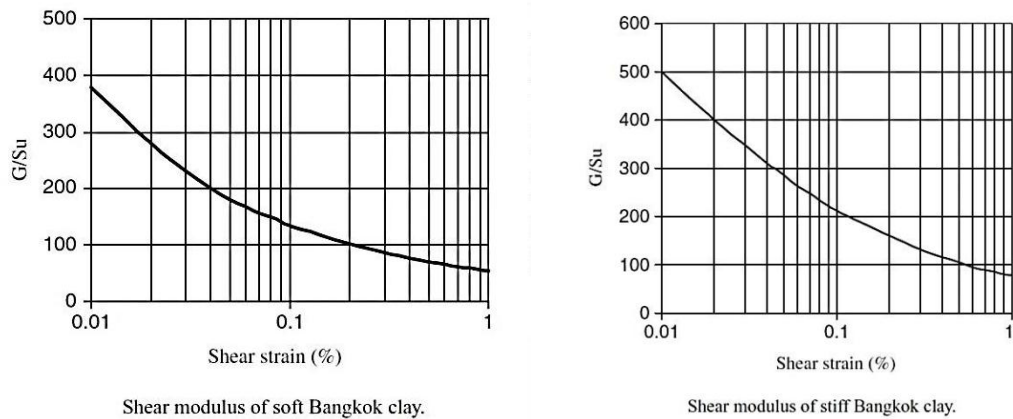 500
400
300
200
100
0
G/Su
0.01 0.1 1
Shear strain (%)
Shear modulus of soft Bangkok clay.
600
500
400
300
200
100
0
G/Su
0.01 0.1 1
Shear strain (%)
Shear modulus of stiff Bangkok clay.